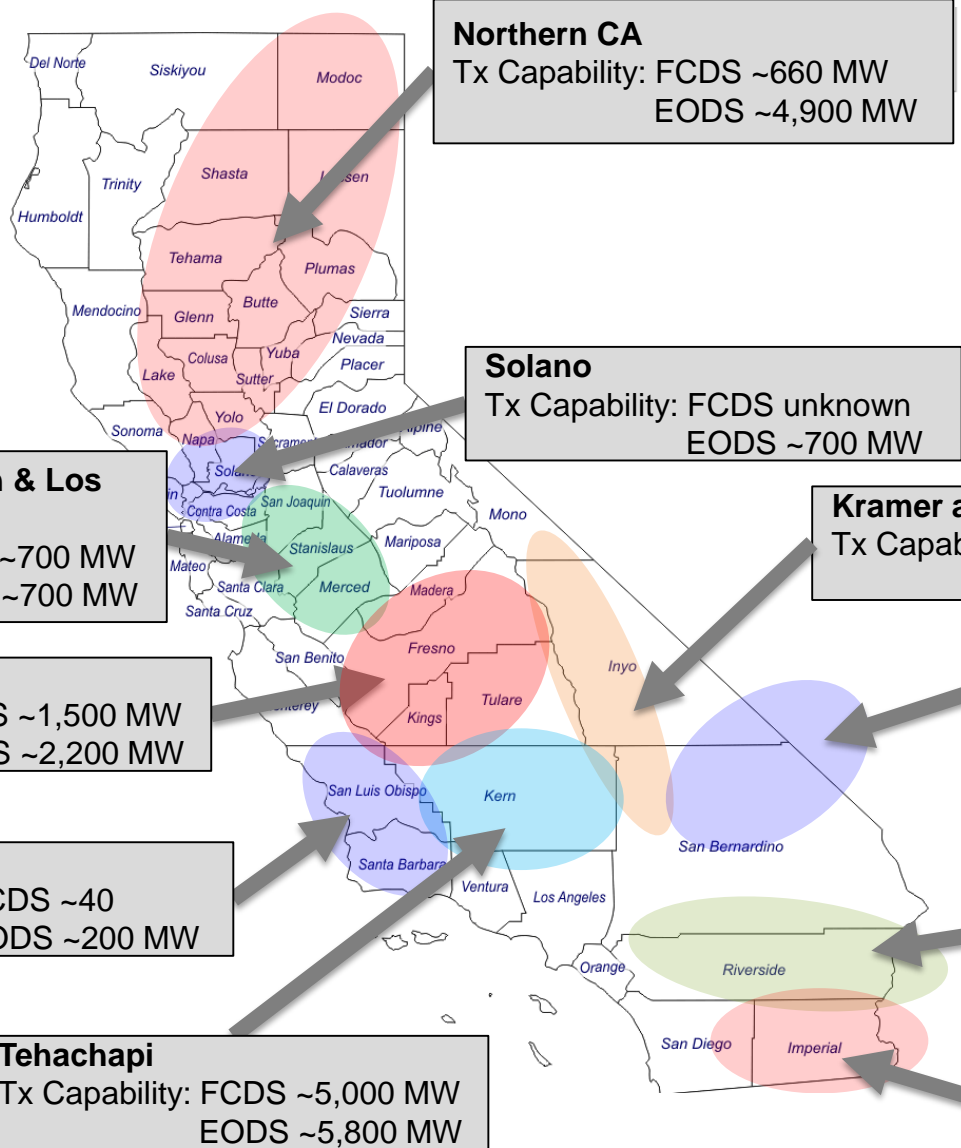 Northern CA
Tx Capability: FCDS ~660 MW
EODS ~4,900 MW
Del Norte
Siskiyou
Modoc
Shasta
Trinity
Humboldt
Tehama
Plumas
Mendocino
Glenn
Butte
Sierra
Nevada
Colusa
Yuba
Placer
Lake
Sutter
Solano
Tx Capability: FCDS unknown
EODS ~700 MW
El Dorado
Yolo
Sonoma
Napa
Alpine
Calaveras
& Los
~700 MW
~700 MW
Tuolumne
Contra Costa
San Joaquin
Mono
Kramer
Tx
Alameda
Stanislaus
Mariposa
Mateo
Santa Clara
Merced
Madera
Santa Cruz
San Benito
Fresno
Inyo
~1,500 MW
~2,200 MW
Kings
Tulare
San Luis Obispo
Kern
San Bernardino
Santa Barbara
Ventura
Los Angeles
~40
~200 MW
Orange
Riverside
San Diego
Imperial
Tehachapi
Tx Capability: FCDS ~5,000 MW
EODS ~5,800 MW